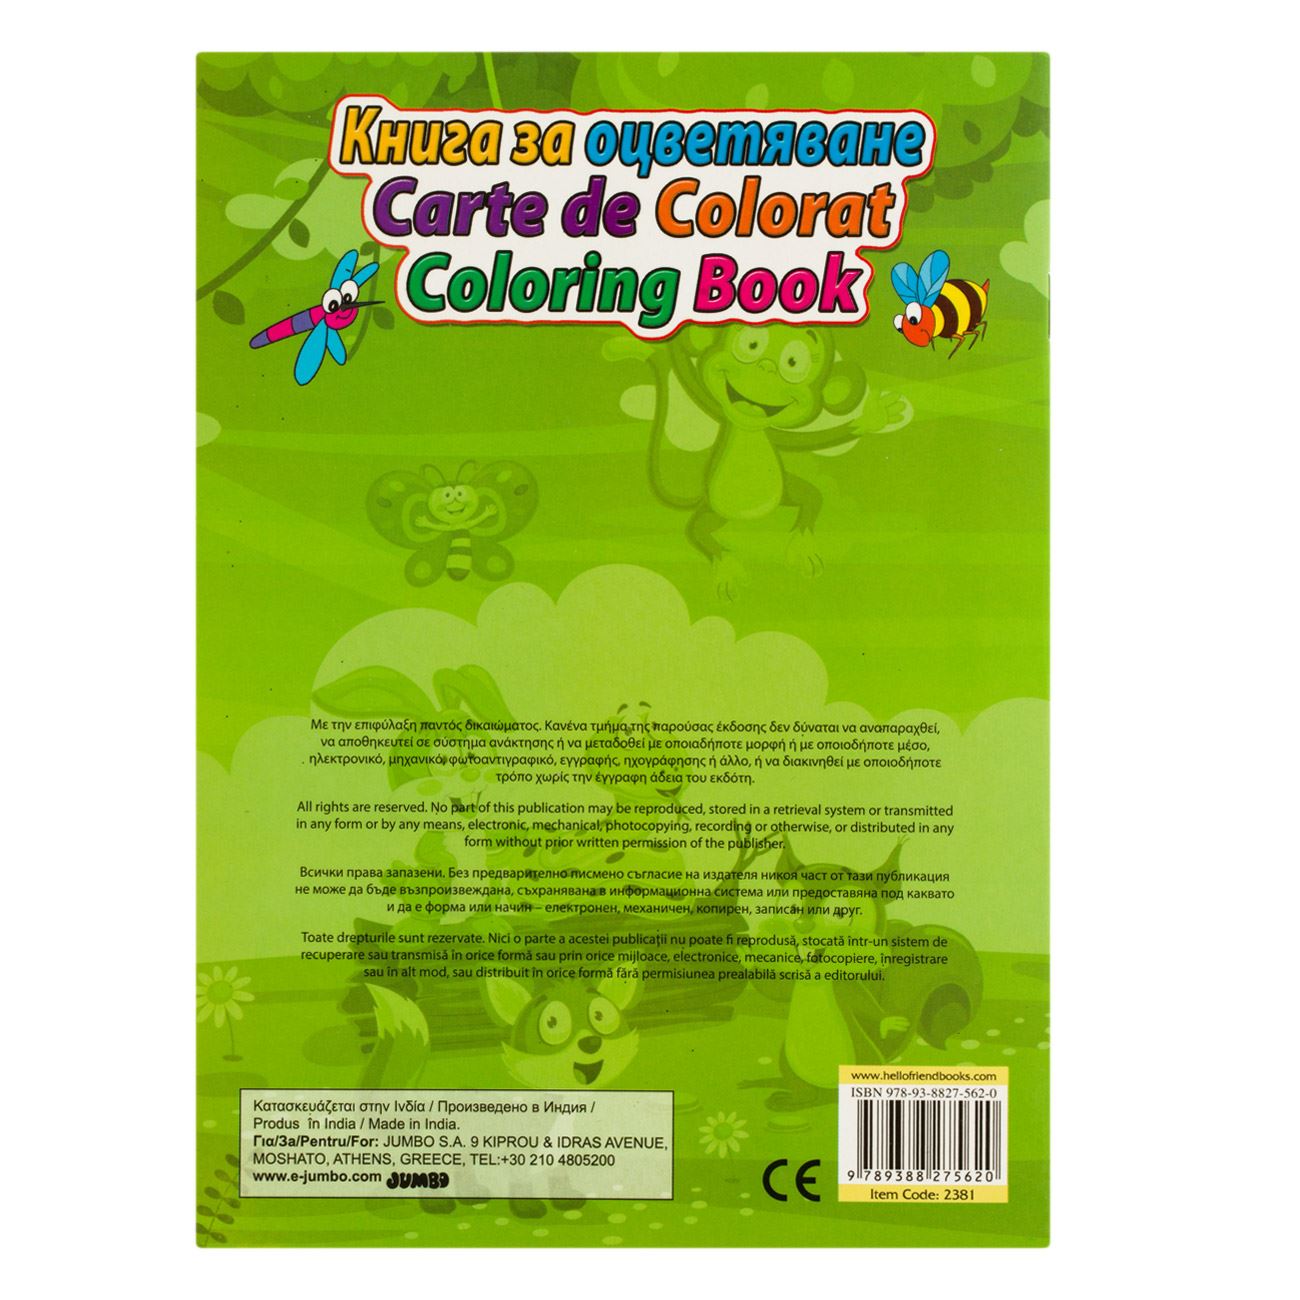 Книга за оцветяване
Carte de Colorat
Coloring Book
Με την επιφύλαξη παντός δικαιώματος. Κανένα τμήμα της παρούσας έκδοσης δεν δύναται να αναπαραχθεί,
να αποθηκευτεί σε σύστημα ανάκτησης ή να μεταδοθεί με οποιαδήποτε μορφή ή με οποιοδήποτε μέσο,
ηλεκτρονικό, μηχανικό, φωτοαντιγραφικό, εγγραφής, ηχογράφησης ή άλλο, ή να διακινηθεί με οποιοδήποτε
τρόπο χωρίς την έγγραφη άδεια του εκδότη.
All rights are reserved. No part of this publication may be reproduced, stored in a retrieval system or transmitted
in any form or by any means, electronic, mechanical, photocopying, recording or otherwise, or distributed in any
form without prior written permission of the publisher.
Всички права запазени. Без предварително писмено съгласие на издателя никоя част от тази публикация
не може да бъде възпроизвеждана, съхранявана в информационна система или предоставяна под каквато
и да е форма или начин – електронен, механичен, копирен, записан или друг.
Toate drepturile sunt rezervate. Nici o parte a acestei publicații nu poate fi reprodusă, stocată într-un sistem de
recuperare sau transmisă în orice formă sau prin orice mijloace, electronice, mecanice, fotocopiere, înregistrare
sau în alt mod, sau distribuit în orice formă fără permisiunea prealabilă scrisă a editorului.
Κατασκευάζεται στην Ινδία / Произведено в Индия /
Produs în India / Made in India.
Για/За/Pentru/For: JUMBO S.A. 9 KIPROU & IDRAS AVENUE,
MOSHATO, ATHENS, GREECE, TEL:+30 210 4805200
www.e-jumbo.com JUMBO
CE
www.hellofriendbooks.com
ISBN 978-93-8827-562-0
9 789388 275620
Item Code: 2381